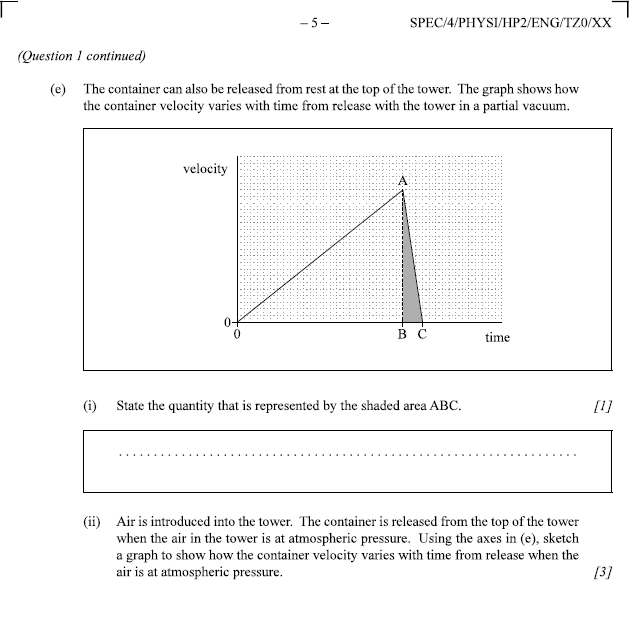 – 5 –
SPEC/4/PHYSI/HP2/ENG/TZ0/XX
(Question 1 continued)
(e) The container can also be released from rest at the top of the tower. The graph shows how
the container velocity varies with time from release with the tower in a partial vacuum.
velocity
A
0
0
B C
time
(i) State the quantity that is represented by the shaded area ABC. [1]
(ii) Air is introduced into the tower. The container is released from the top of the tower
when the air in the tower is at atmospheric pressure. Using the axes in (e), sketch
a graph to show how the container velocity varies with time from release when the
air is at atmospheric pressure. [3]